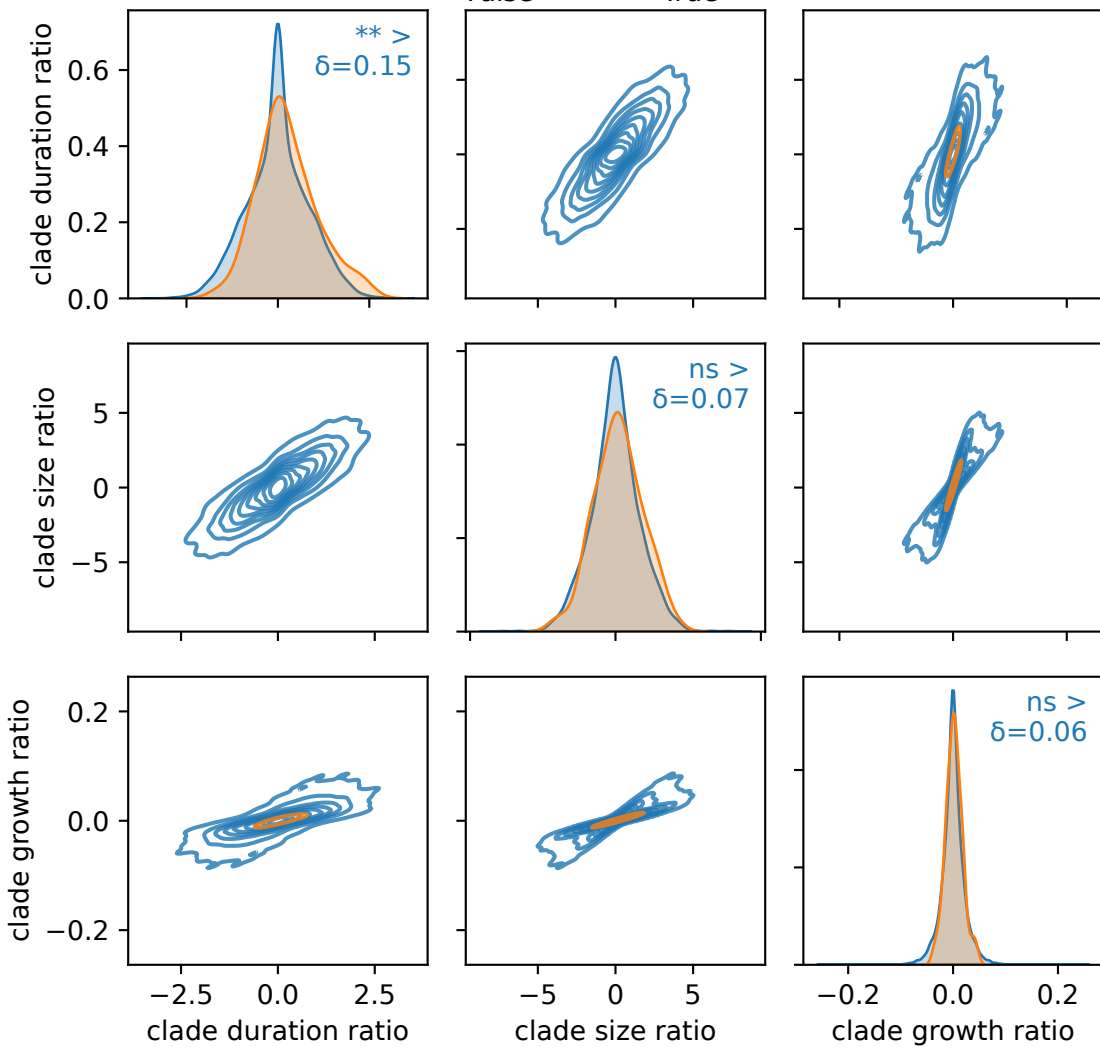 clade duration ratio
0.6
0.4
0.2
0.0
** >
δ=0.15
clade size ratio
5
0
−5
ns >
δ=0.07
clade growth ratio
0.2
0.0
−0.2
ns >
δ=0.06
−2.5 0.0 2.5
−5 0 5
−0.2 0.0 0.2
clade duration ratio
clade size ratio
clade growth ratio